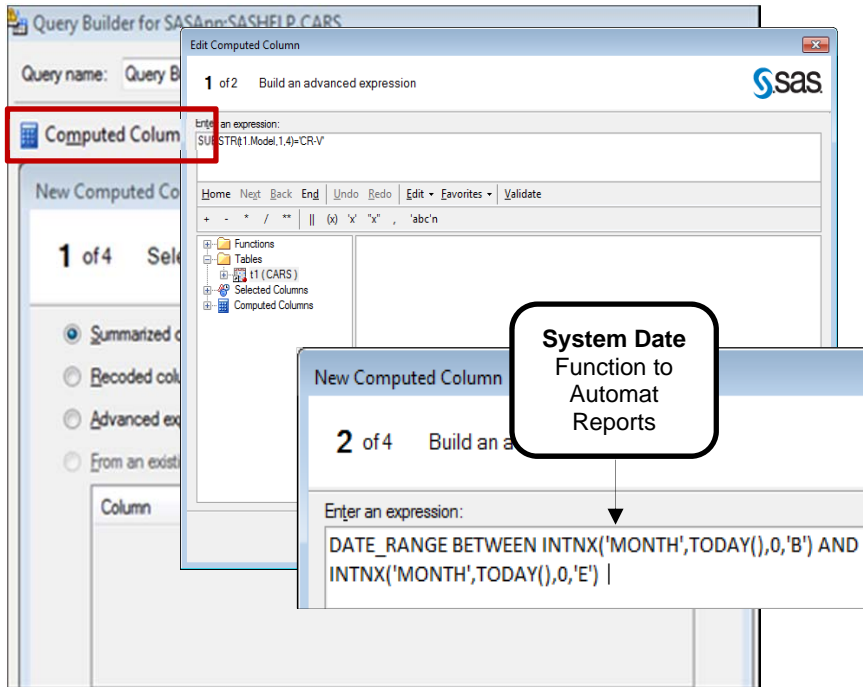 Query Builder for SASApp:SASHELP.CARS
Query name: Query B
Computed Colum
New Computed Co
1 of 4 Sele
Summarized c
Recoded colu
Advanced ex
From an existi
Column
Edit Computed Column
1 of 2 Build an advanced expression
sas
Enter an expression:
SUBSTR(t1.Model,1,4)='CR-V'
Home Next Back End Undo Redo Edit Favorites Validate
+ - * / ** || (x) 'x' "x" , 'abc'n
Functions
Tables
t1 (CARS)
Selected Columns
Computed Columns
System Date
Function to
Automat
Reports
New Computed Column
2 of 4 Build an a
Enter an expression:
DATE_RANGE BETWEEN INTNX('MONTH',TODAY(),0,'B') AND
INTNX('MONTH',TODAY(),0,'E')